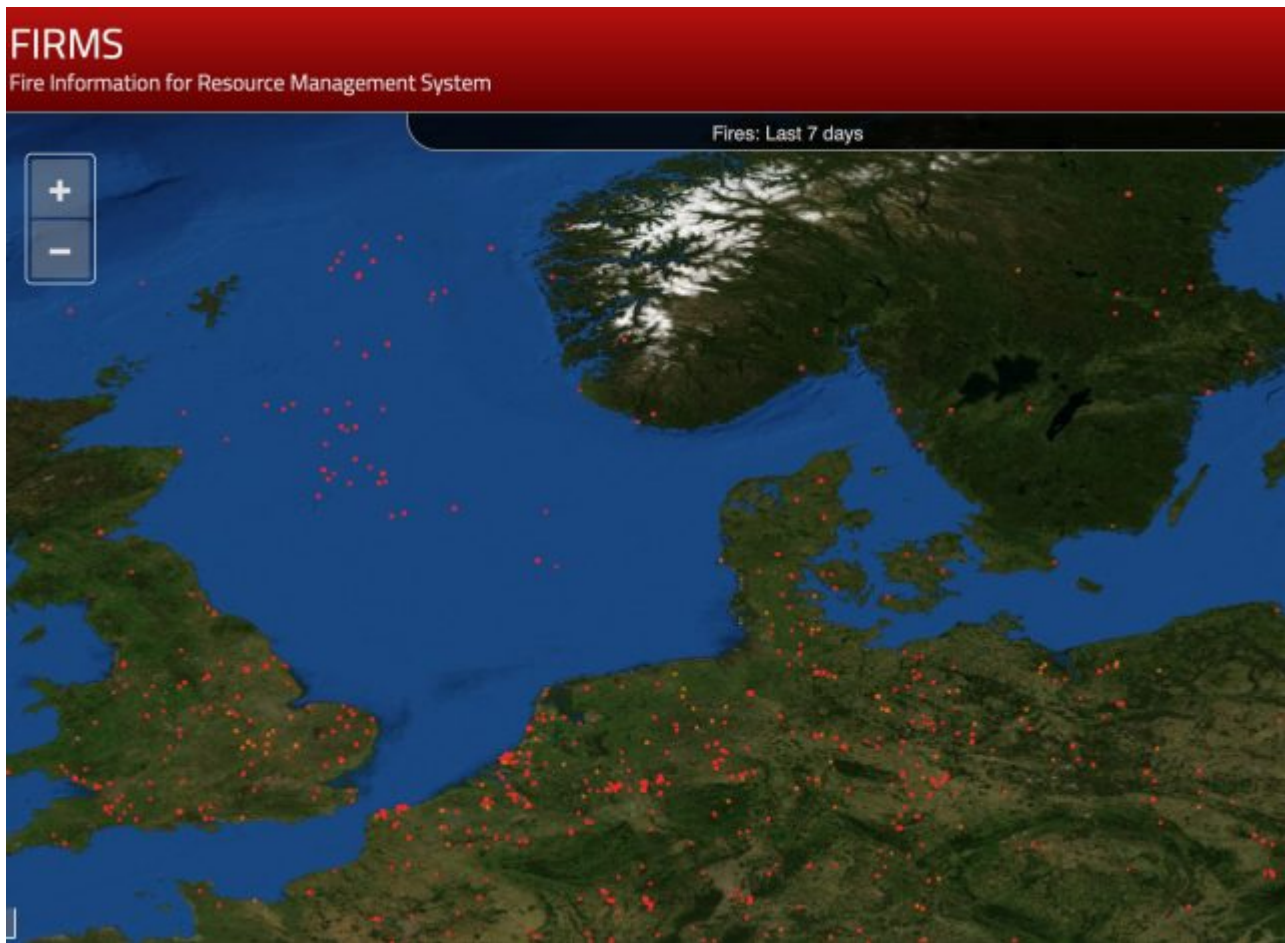 FIRMS
Fire Information for Resource Management System
Fires: Last 7 days
+
−